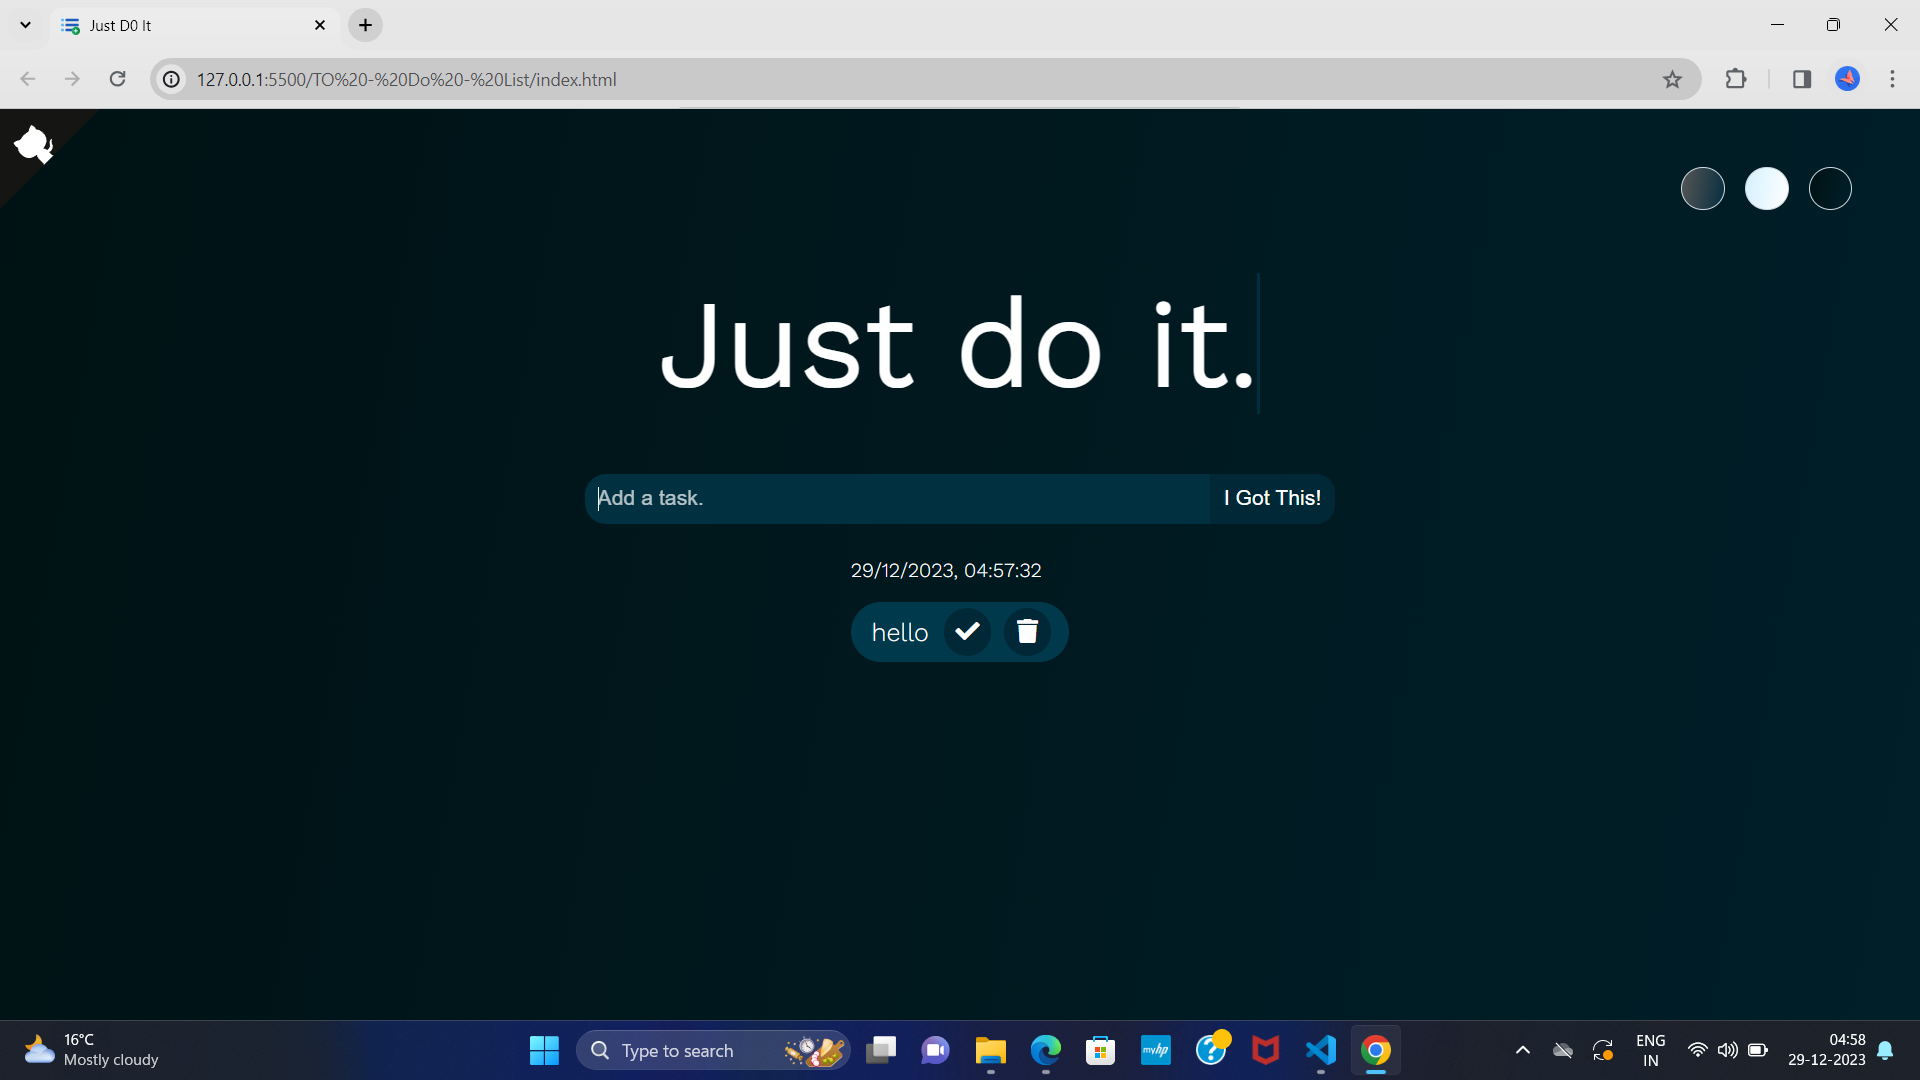 Just D0 It
127.0.0.1:5500/TO%20-%20Do%20-%20List/index.html
Just do it.
Add a task.
I Got This!
29/12/2023, 04:57:32
hello
16°C
Mostly cloudy
Type to search
myhp
ENG
IN
04:58
29-12-2023